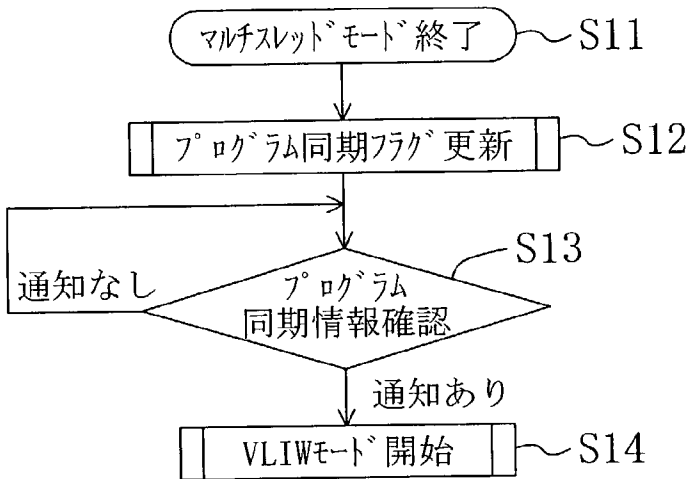 マルチスレッドモード終了
S11
プログラム同期フラグ更新
S12
S13
通知なし
プログラム
同期情報確認
通知あり
VLIWモード開始
S14